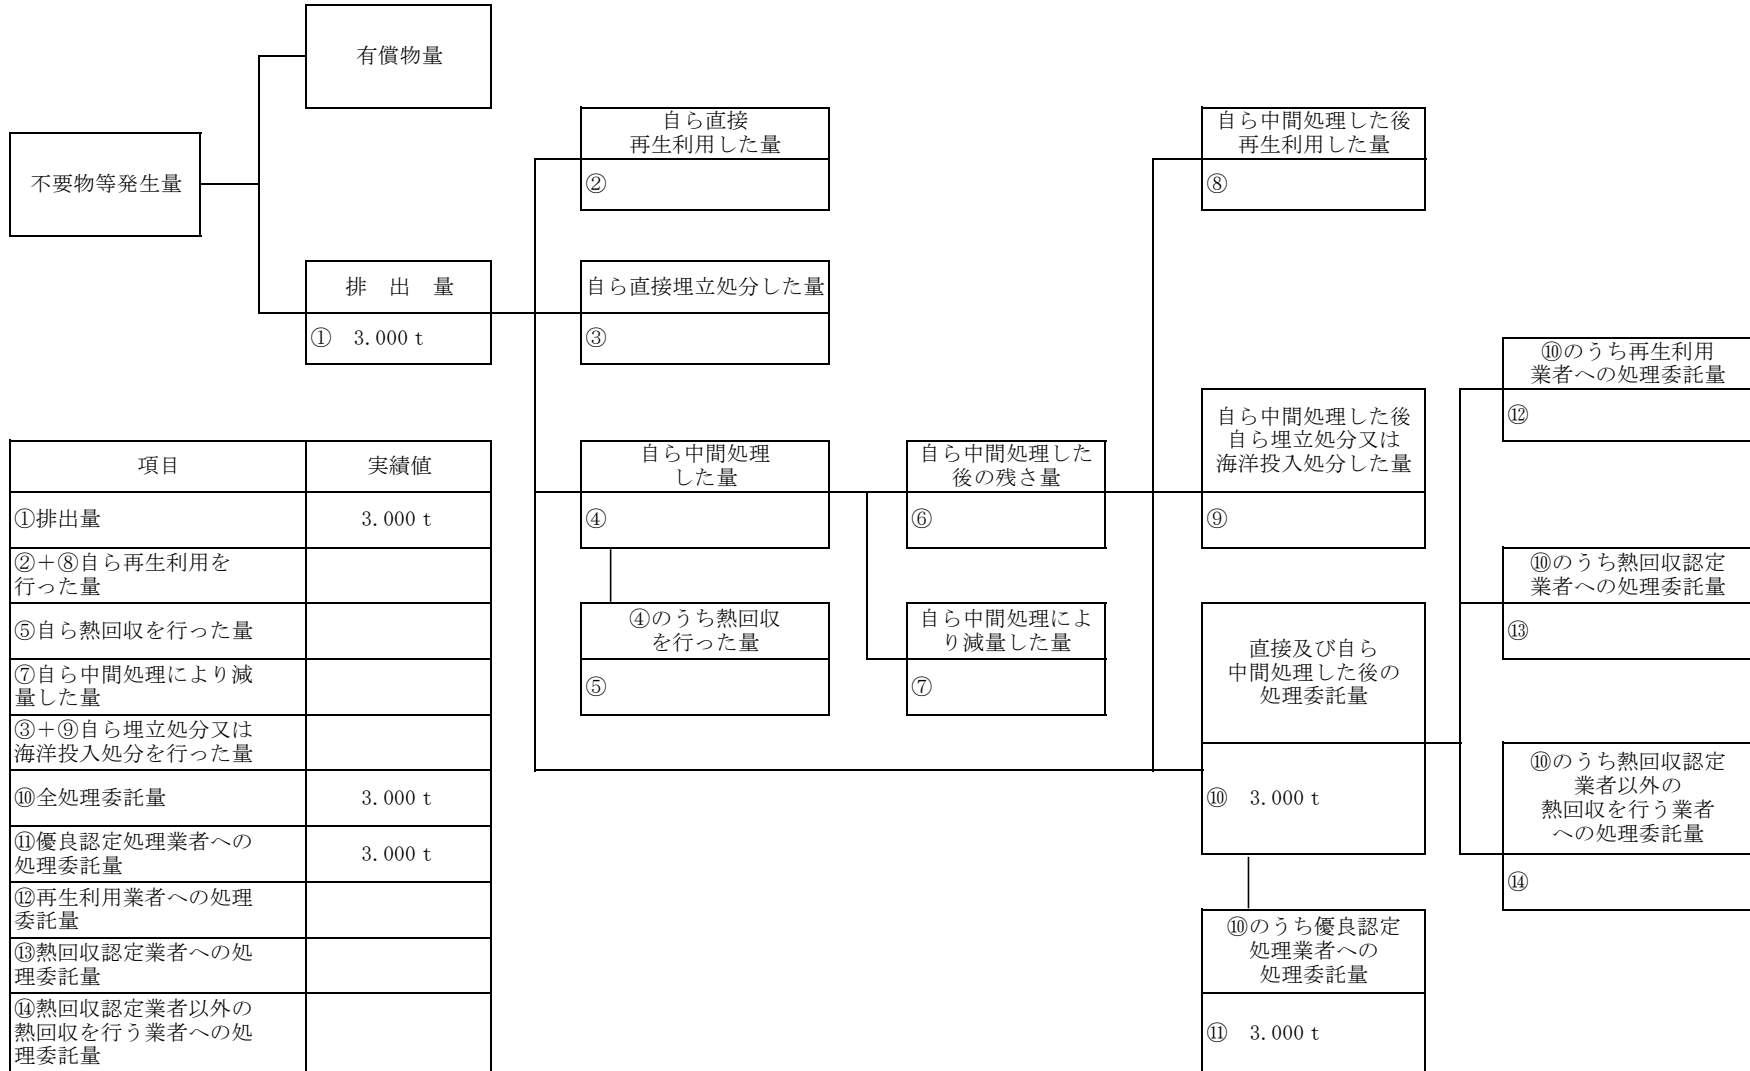 有償物量
不要物等発生量
排 出 量
① 3.000 t
自ら直接
再生利用した量
②
自ら直接埋立処分した量
③
自ら中間処理
した量
④
④のうち熱回収
を行った量
⑤
自ら中間処理した
後の残さ量
⑥
自ら中間処理によ
り減量した量
⑦
自ら中間処理した後
再生利用した量
⑧
自ら中間処理した後
自ら埋立処分又は
海洋投入処分した量
⑨
直接及び自ら
中間処理した後の
処理委託量
⑩ 3.000 t
⑩のうち優良認定
処理業者への
処理委託量
⑪ 3.000 t
⑩のうち再生利用
業者への処理委託量
⑫
⑩のうち熱回収認定
業者への処理委託量
⑬
⑩のうち熱回収認定
業者以外の
熱回収を行う業者
への処理委託量
⑭
項目 実績値
①排出量 3.000 t
②+⑧自ら再生利用を
行った量
⑤自ら熱回収を行った量
⑦自ら中間処理により減
量した量
③+⑨自ら埋立処分又は
海洋投入処分を行った量
⑩全処理委託量 3.000 t
⑪優良認定処理業者への
処理委託量 3.000 t
⑫再生利用業者への処理
委託量
⑬熱回収認定業者への処
理委託量
⑭熱回収認定業者以外の
熱回収を行う業者への処
理委託量